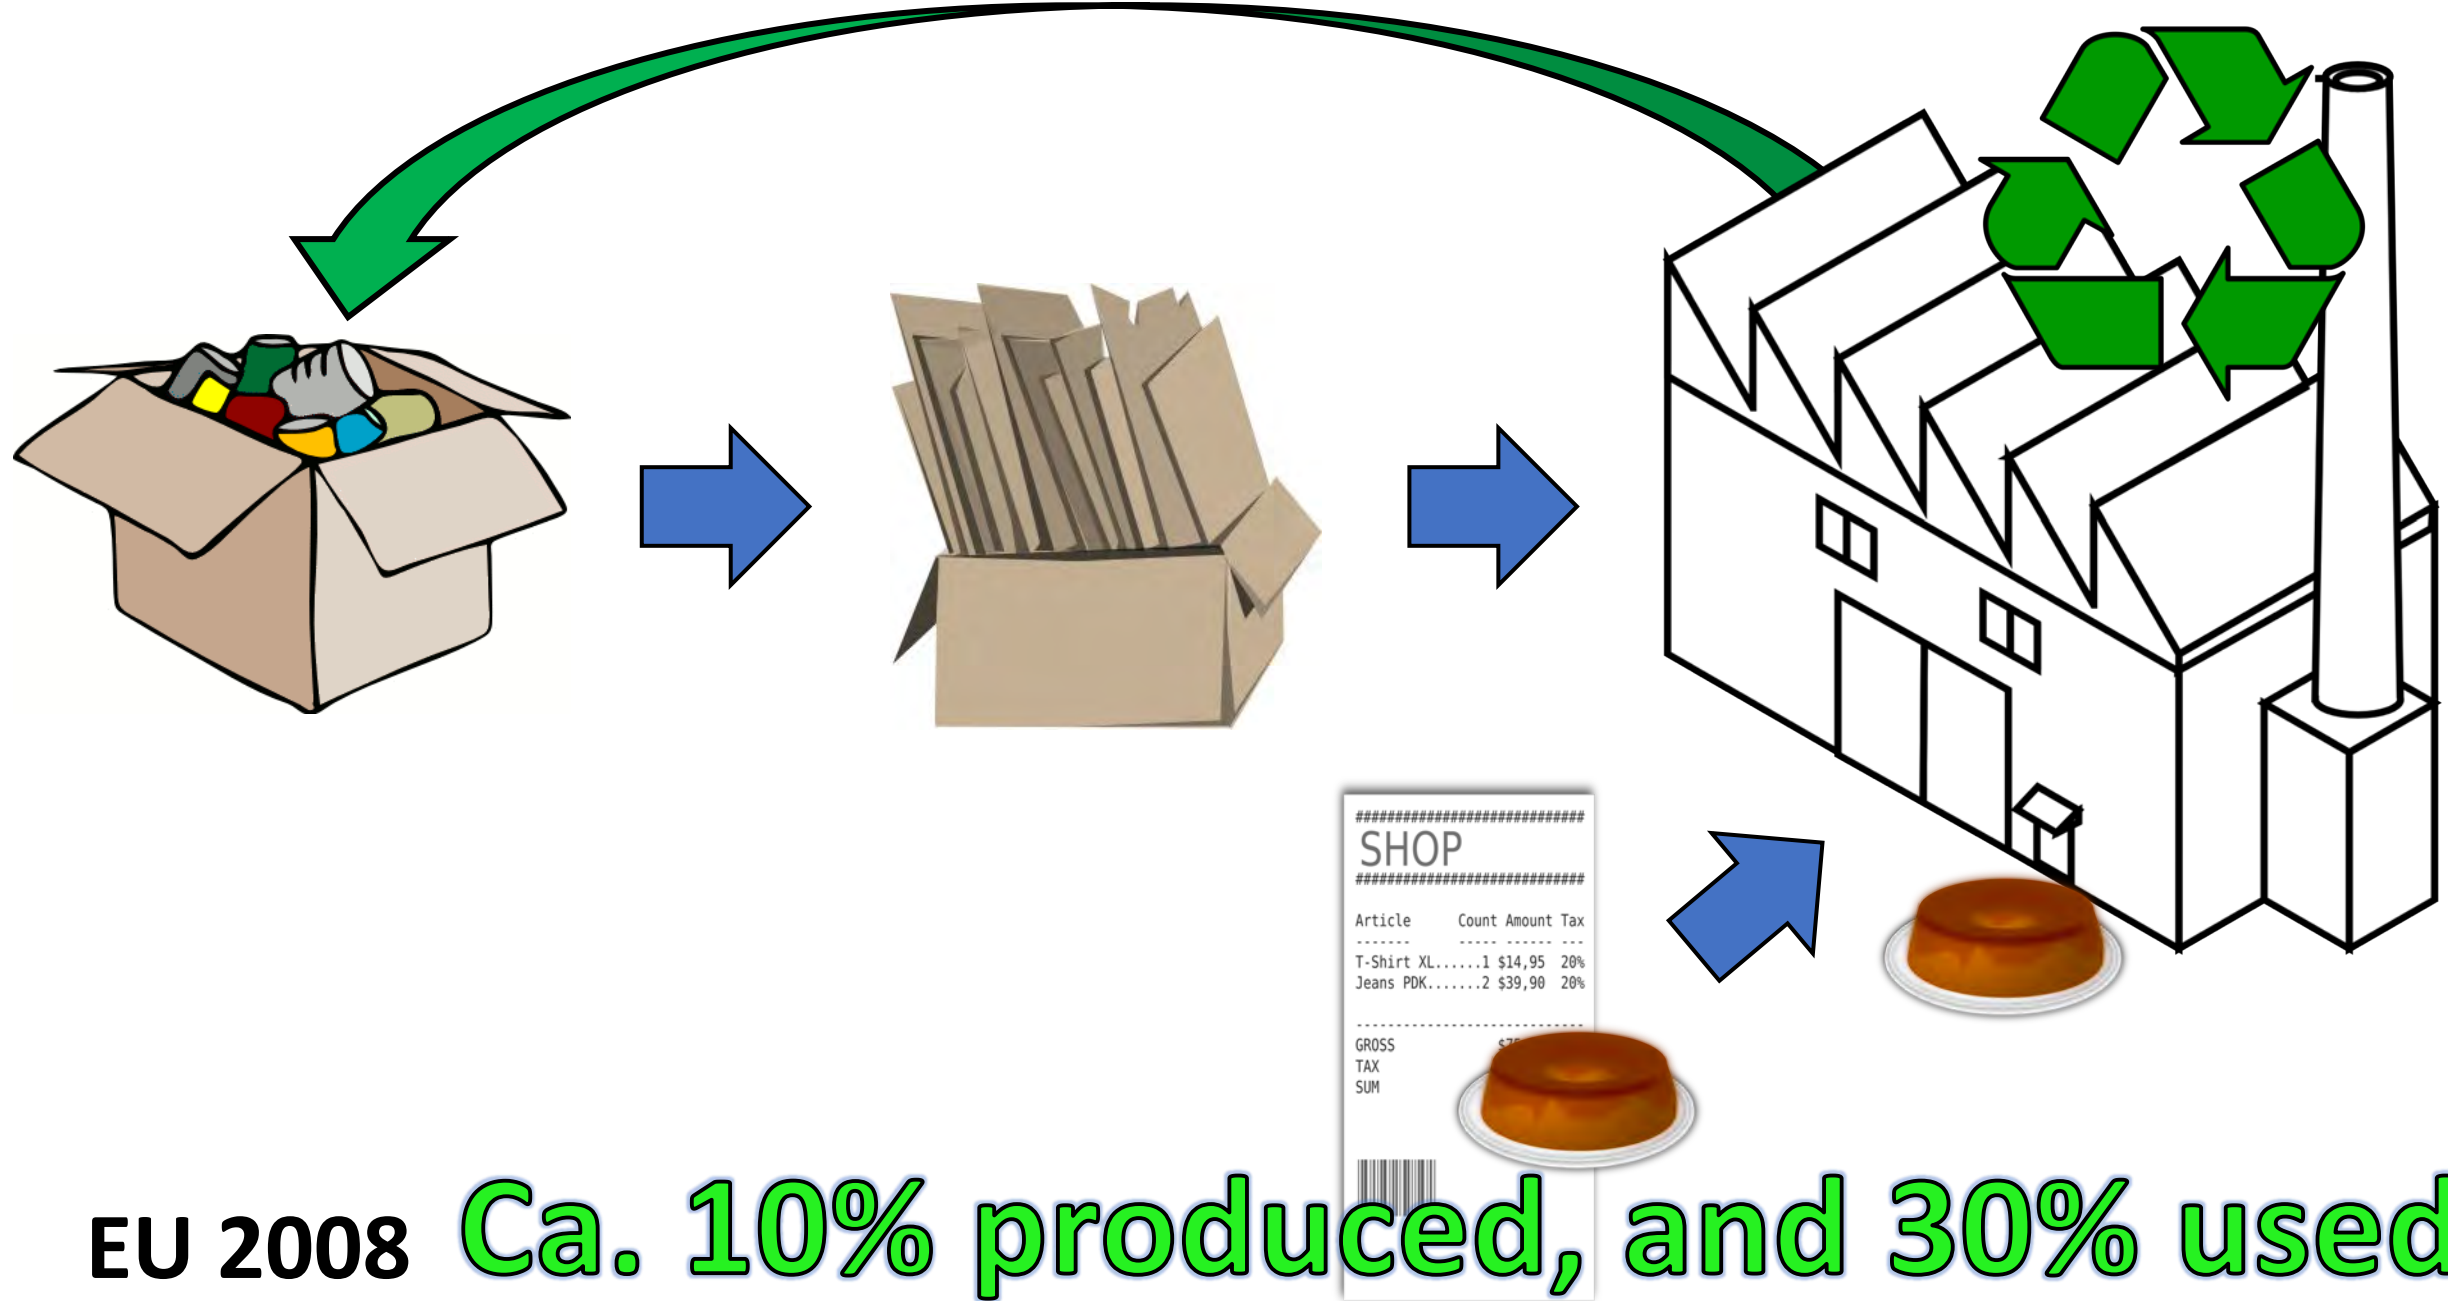 ############################
SHOP
############################
Article Count Amount Tax
------- ----- ------ ---
T-Shirt XL......1 $14,95 20%
Jeans PDK.......2 $39,90 20%
----------------------------
GROSS
TAX
SUM
EU 2008 Ca. 10% produced, and 30% used